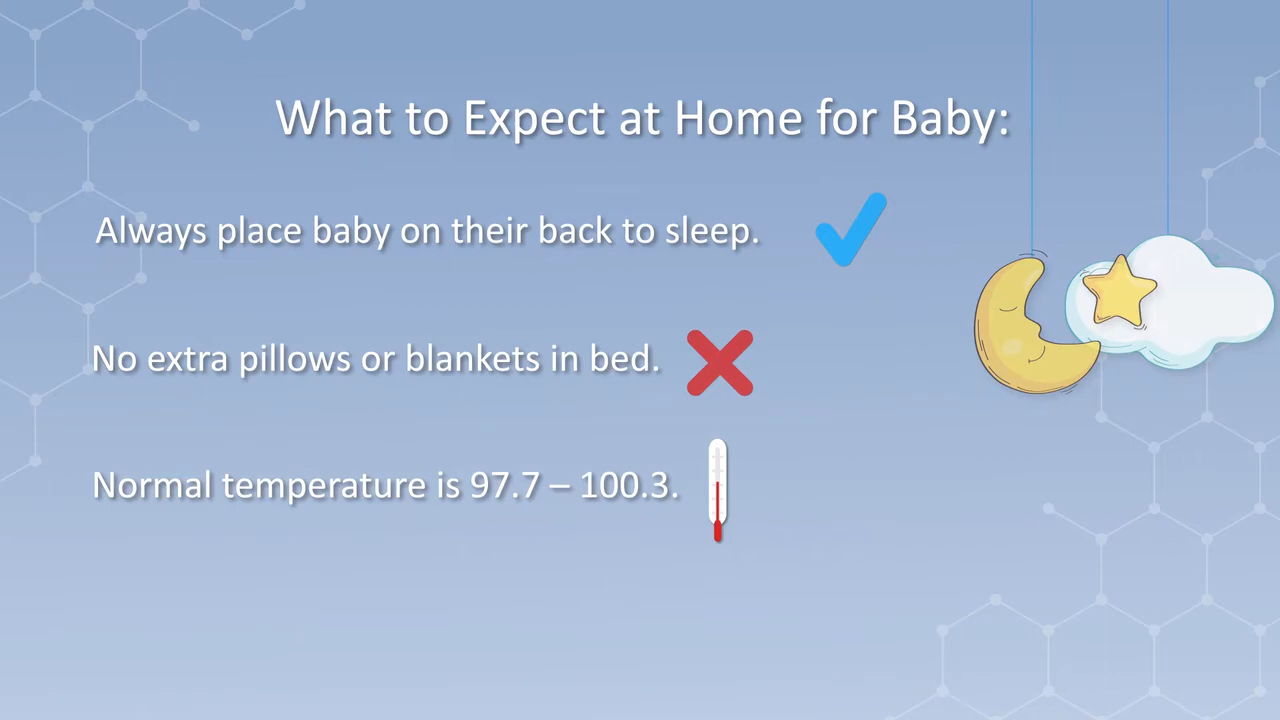 What to Expect at Home for Baby:
Always place baby on their back to sleep.
No extra pillows or blankets in bed.
Normal temperature is 97.7 – 100.3.